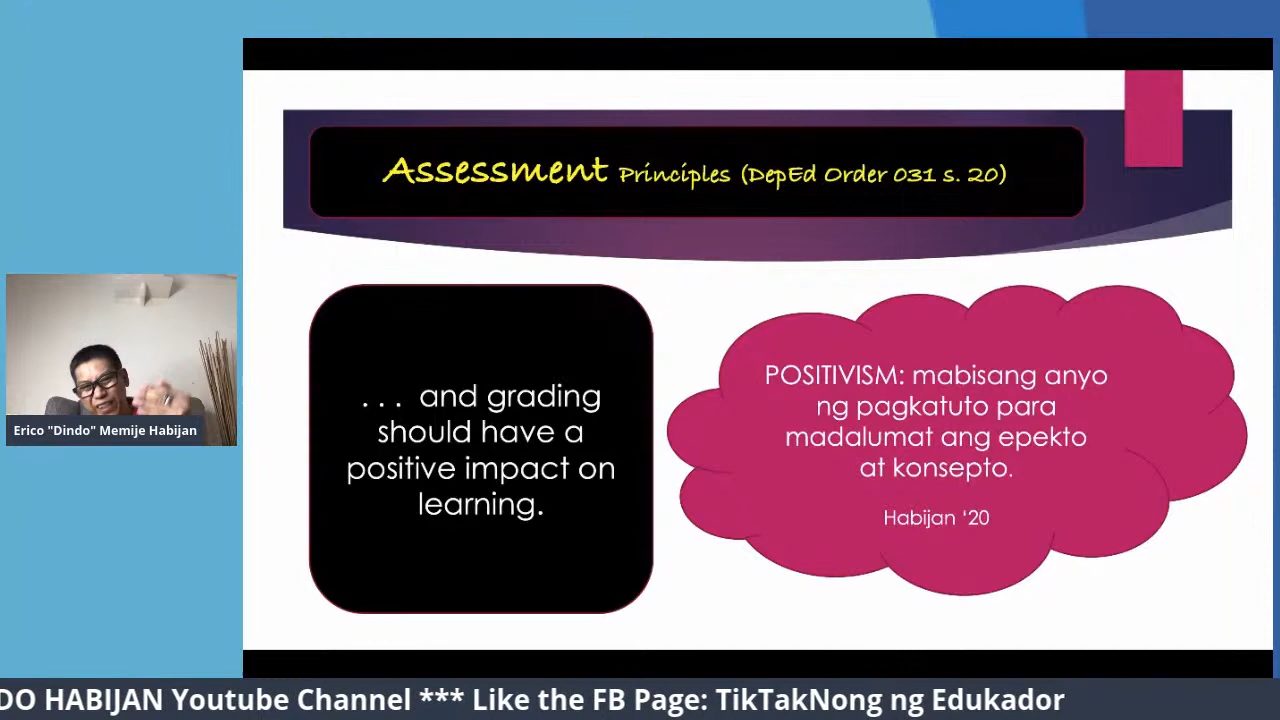 Assessment Principles (DepEd Order 031 s. 20)
. . . and grading
should have a
positive impact on
learning.
POSITIVISM: mabisang anyo
ng pagkatuto para
madalumat ang epekto
at konsepto.
Habijan ‘20
Erico "Dindo" Memije Habijan
DO HABIJAN Youtube Channel *** Like the FB Page: TikTakNong ng Edukador